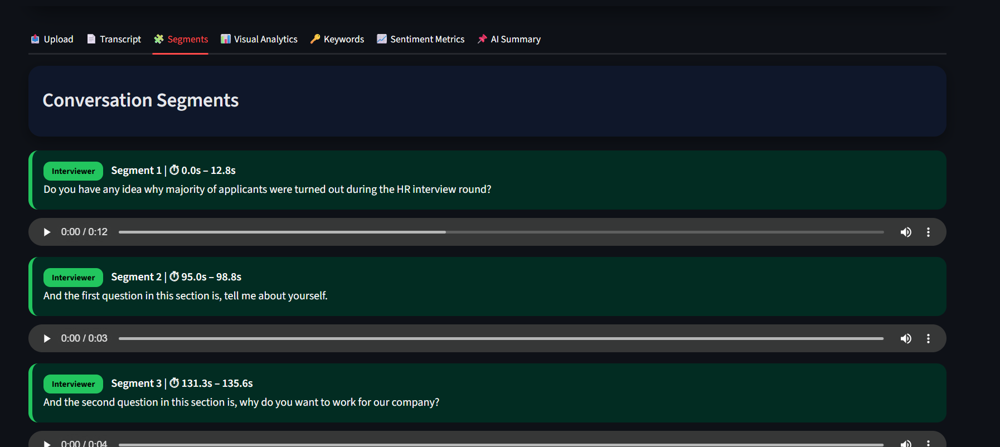 Upload Transcript Segments Visual Analytics Keywords Sentiment Metrics AI Summary
Conversation Segments
Interviewer Segment 1 | ⏱ 0.0s – 12.8s
Do you have any idea why majority of applicants were turned out during the HR interview round?
0:00 / 0:12
Interviewer Segment 2 | ⏱ 95.0s – 98.8s
And the first question in this section is, tell me about yourself.
0:00 / 0:03
Interviewer Segment 3 | ⏱ 131.3s – 135.6s
And the second question in this section is, why do you want to work for our company?
0:00 / 0:04